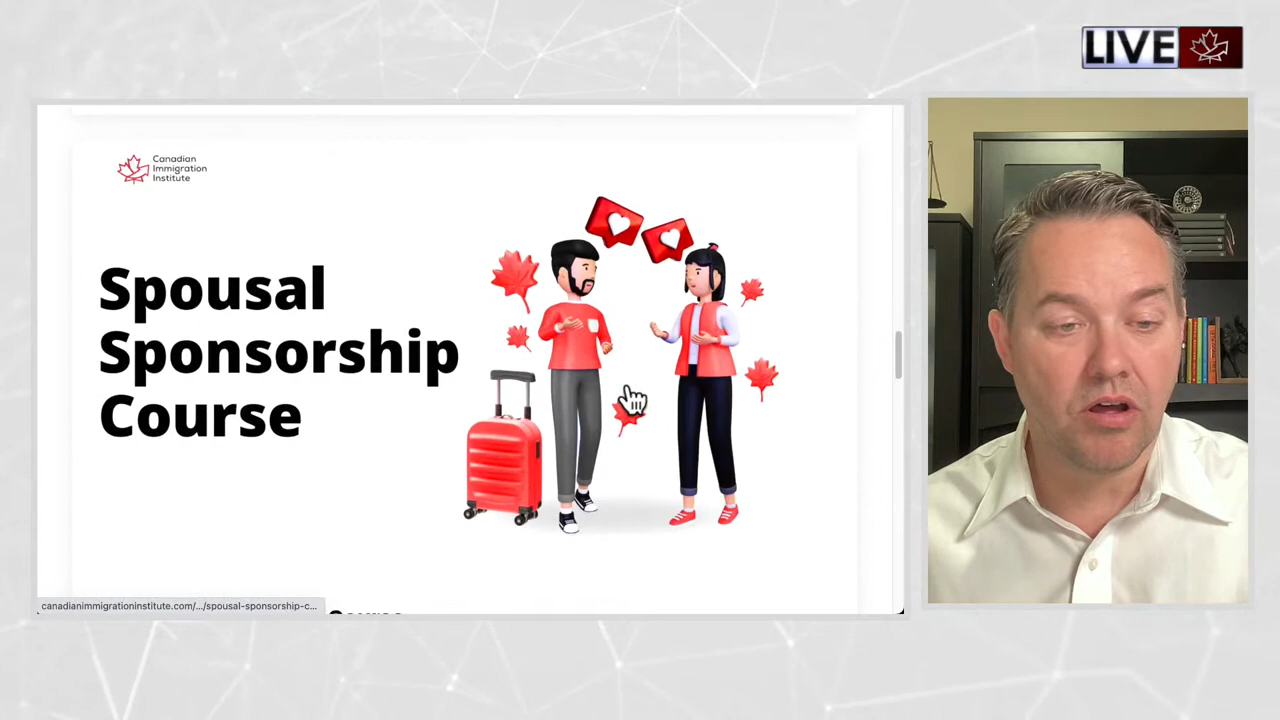 LIVE
Canadian
Immigration
Institute
Spousal
Sponsorship
Course
canadianimmigrationinstitute.com/.../spousal-sponsorship-c...